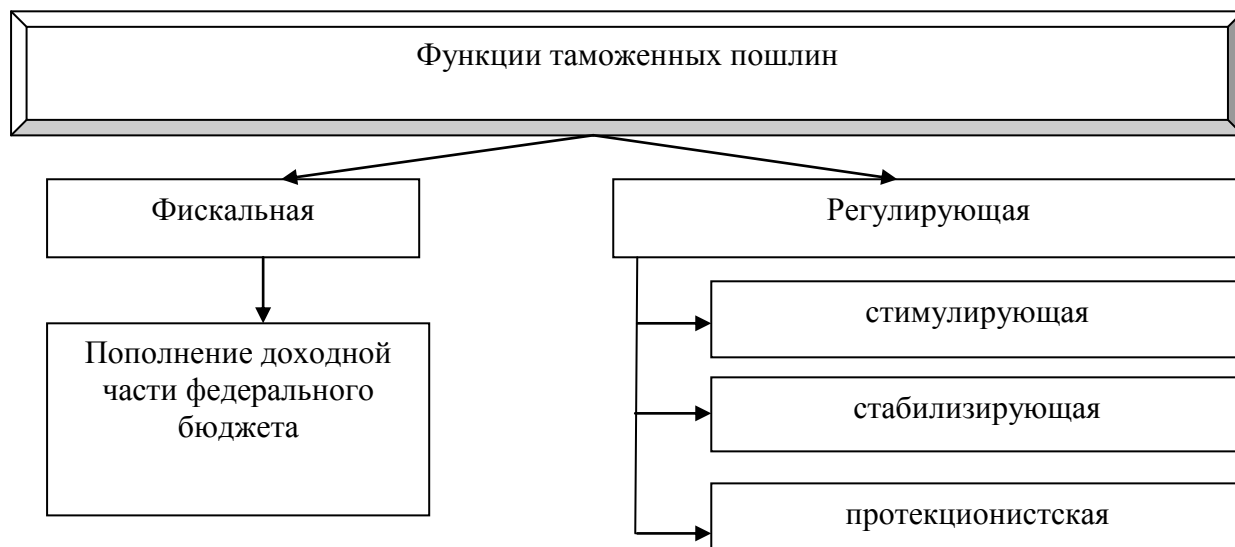 Функции таможенных пошлин
Фискальная
Регулирующая
Пополнение доходной
части федерального
бюджета
стимулирующая
стабилизирующая
протекционистская